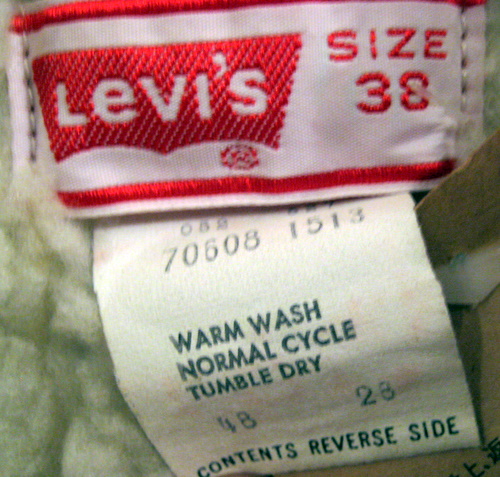 Levi's
SIZE
38
70608 1513
WARM WASH
NORMAL CYCLE
TUMBLE DRY
48 28
CONTENTS REVERSE SIDE